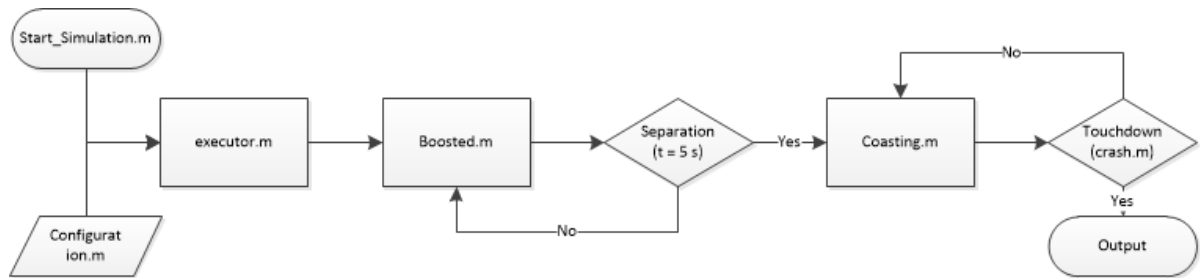 Start_Simulation.m
executor.m
Boosted.m
Separation
(t = 5 s)
Yes
No
Coasting.m
No
Touchdown
(crash.m)
Yes
Configurat
ion.m
Output